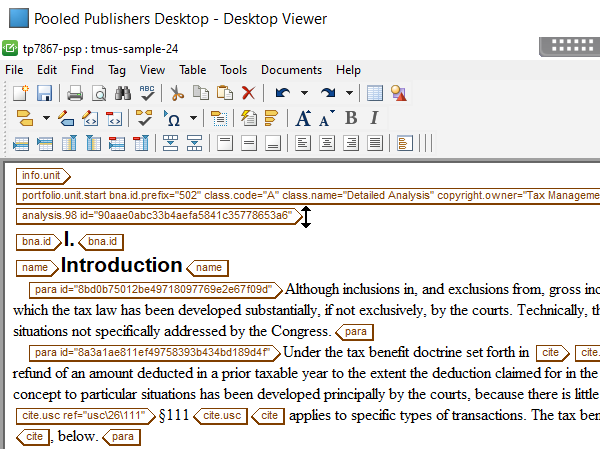 Pooled Publishers Desktop - Desktop Viewer
tp7867-psp : tmus-sample-24
File Edit Find Tag View Table Tools Documents Help
ABC
A A B I
info.unit
portfolio.unit.start bna.id.prefix="502" class.code="A" class.name="Detailed Analysis" copyright.owner="Tax Manageme
analysis.98 id="90aae0abc33b4aefa5841c35778653a6"
bna.id I. bna.id
name Introduction name
para id="8bd0b75012be49718097769e2e67f09d" Although inclusions in, and exclusions from, gross inc
which the tax law has been developed substantially, if not exclusively, by the courts. Technically, th
situations not specifically addressed by the Congress. para
para id="8a3a1ae811ef49758393b434bd189d4f" Under the tax benefit doctrine set forth in cite cite.
refund of an amount deducted in a prior taxable year to the extent the deduction claimed for in the
concept to particular situations has been developed principally by the courts, because there is little
cite.usc ref="usc\26\111" §111 cite.usc cite applies to specific types of transactions. The tax ben
cite , below. para